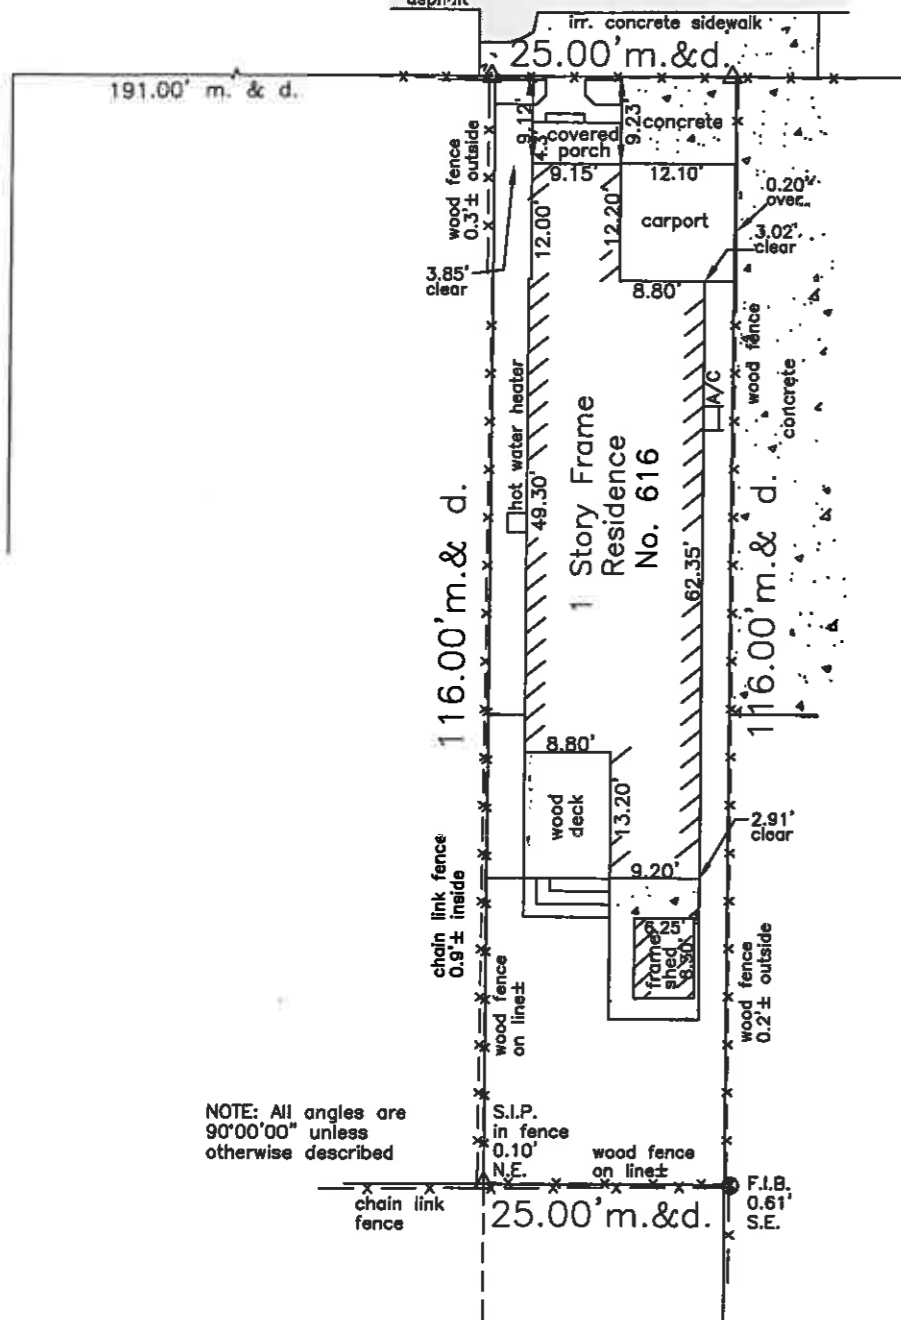 asphalt
irr. concrete sidewalk
25.00'm.&d.
191.00' m. & d.
wood fence
0.3'± outside
9.12'
4.3'
covered
porch
9.23'
concrete
9.15'
12.10'
0.20'
over
12.00'
12.20'
carport
3.02'
clear
3.85'
clear
8.80'
hot water heater
A/C
wood fence
concrete
49.30'
1 Story Frame
Residence
No. 616
62.35'
116.00'm.& d.
116.00'm.& d.
8.80'
wood
deck
13.20'
2.91'
clear
9.20'
chain link fence
0.9'± inside
6.25'
frame
shed
wood fence
on line±
wood fence
0.2'± outside
NOTE: All angles are
90°00'00" unless
otherwise described
S.I.P.
in fence
0.10'
N.E.
wood fence
on line±
F.I.B.
0.61'
S.E.
chain link
fence
25.00'm.&d.